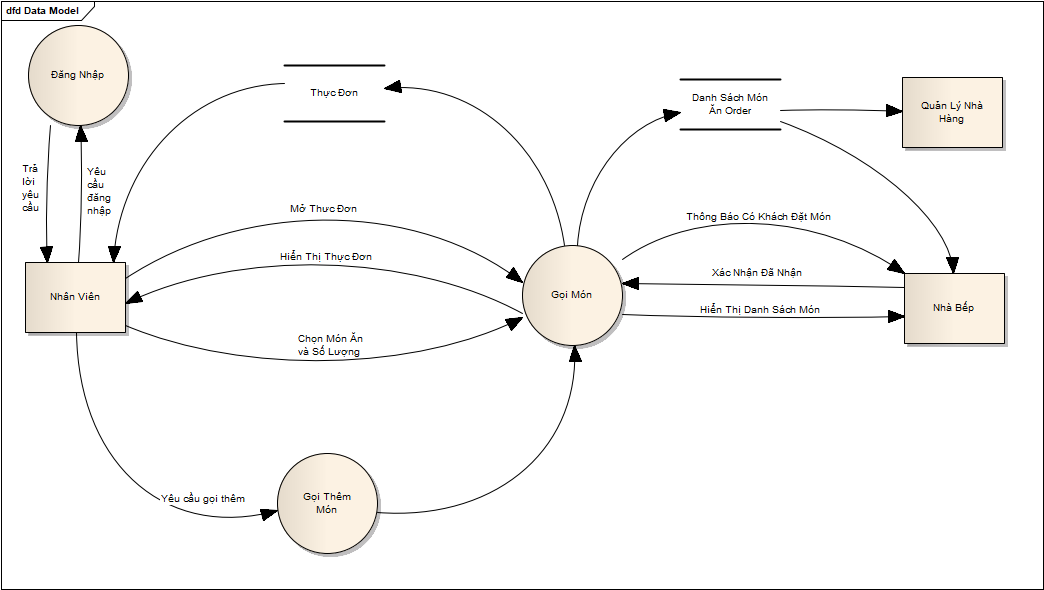 dfd Data Model
Đăng Nhập
Thực Đơn
Danh Sách Món
Ăn Order
Quản Lý Nhà
Hàng
Trả
lời
yêu
cầu
Yêu
cầu
đăng
nhập
Mở Thưc Đơn
Thông Báo Có Khách Đặt Món
Hiển Thị Thực Đơn
Xác Nhận Đã Nhận
Nhân Viên
Gọi Món
Nhà Bếp
Hiển Thị Danh Sách Món
Chọn Món Ăn
và Số Lượng
Yêu cầu gọi thêm
Gọi Thêm
Món